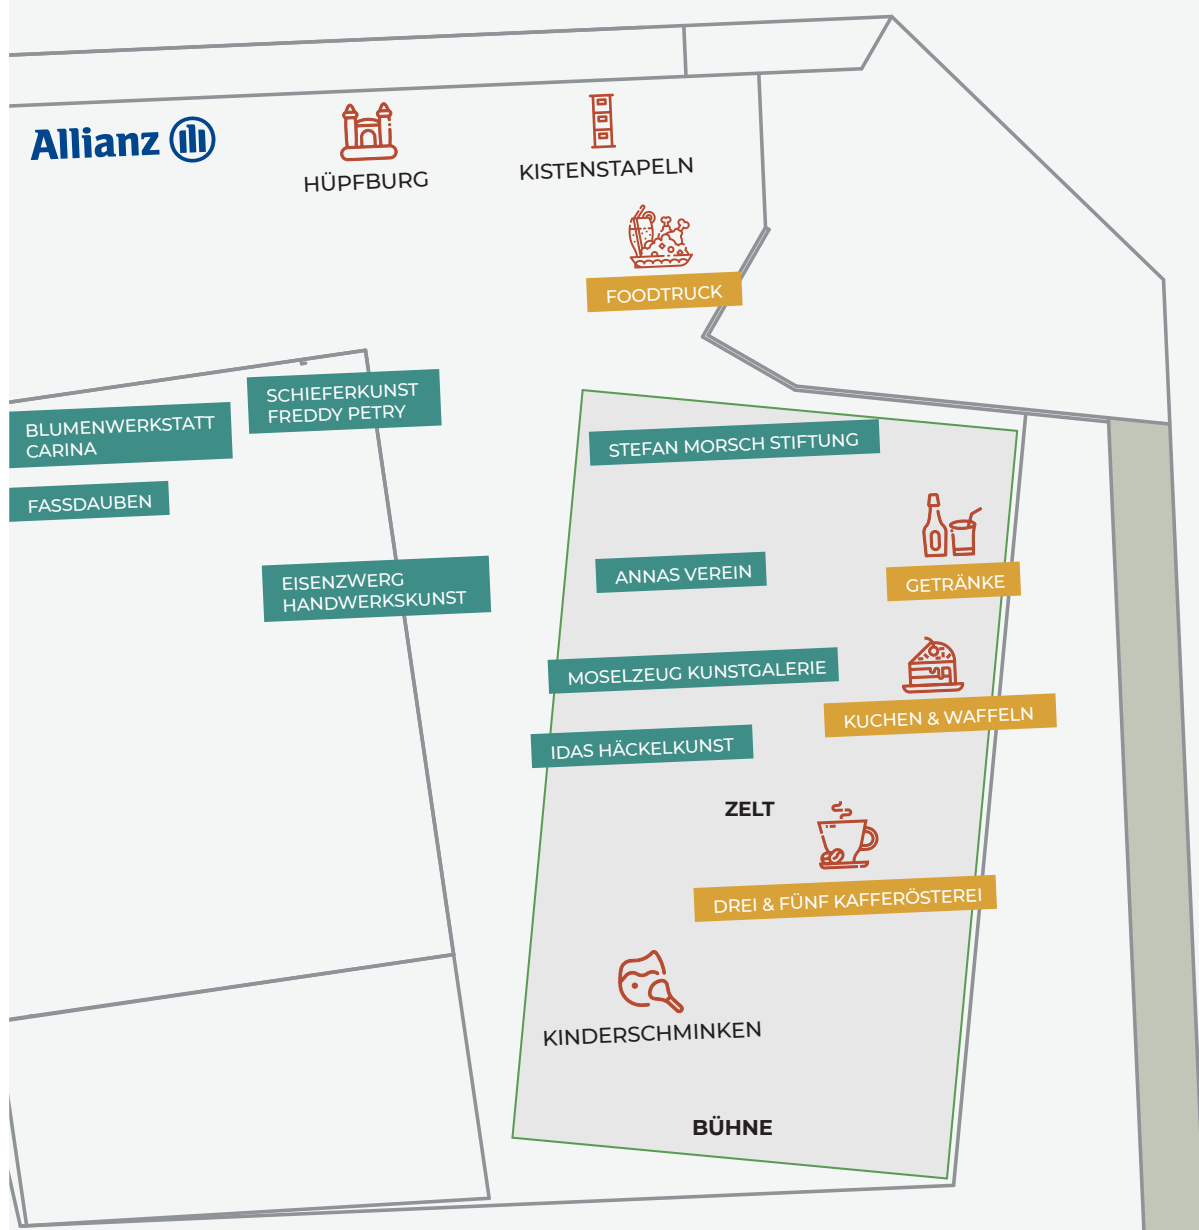 Allianz
HÜPFBURG
KISTENSTAPELN
FOODTRUCK
SCHIEFERKUNST
FREDDY PETRY
BLUMENWERKSTATT
CARINA
FASSDAUBEN
EISENZWERG
HANDWERKSKUNST
STEFAN MORSCH STIFTUNG
ANNAS VEREIN
GETRÄNKE
MOSELZEUG KUNSTGALERIE
KUCHEN & WAFFELN
IDAS HÄCKELKUNST
ZELT
DREI & FÜNF KAFFERÖSTEREI
KINDERSCHMINKEN
BÜHNE